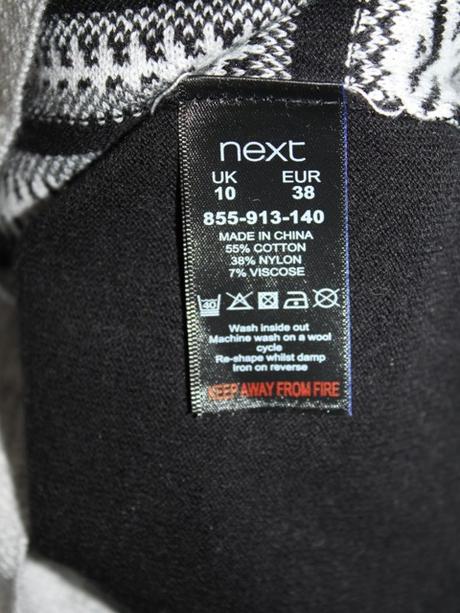 next
UK EUR
10 38
855-913-140
MADE IN CHINA
55% COTTON
38% NYLON
7% VISCOSE
40
Wash inside out
Machine wash on a wool
cycle
Re-shape whilst damp
Iron on reverse
KEEP AWAY FROM FIRE